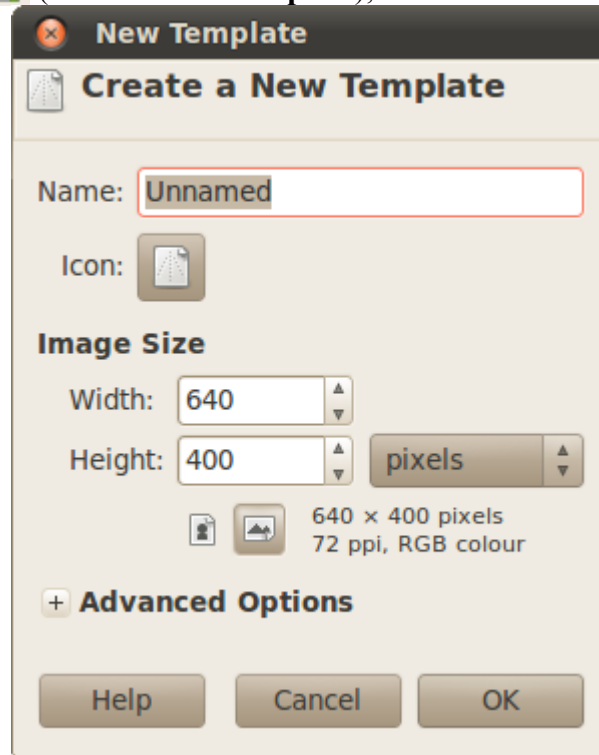 New Template
Create a New Template
Name: Unnamed
Icon:
Image Size
Width: 640
Height: 400 pixels
640 × 400 pixels
72 ppi, RGB colour
+ Advanced Options
Help Cancel OK